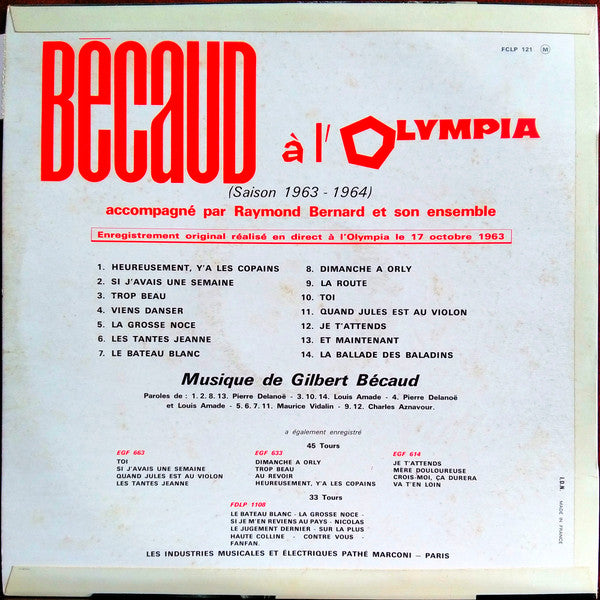 FCLP 121 Ⓜ
BÉCAUD
à l'OLYMPIA
(Saison 1963 - 1964)
accompagné par Raymond Bernard et son ensemble
Enregistrement original réalisé en direct à l'Olympia le 17 octobre 1963
1. HEUREUSEMENT, Y'A LES COPAINS
2. SI J'AVAIS UNE SEMAINE
3. TROP BEAU
4. VIENS DANSER
5. LA GROSSE NOCE
6. LES TANTES JEANNE
7. LE BATEAU BLANC
8. DIMANCHE A ORLY
9. LA ROUTE
10. TOI
11. QUAND JULES EST AU VIOLON
12. JE T'ATTENDS
13. ET MAINTENANT
14. LA BALLADE DES BALADINS
Musique de Gilbert Bécaud
Paroles de : 1. 2. 8. 13. Pierre Delanoë - 3. 10. 14. Louis Amade - 4. Pierre Delanoë
et Louis Amade - 5. 6. 7. 11. Maurice Vidalin - 9. 12. Charles Aznavour.
a également enregistré
45 Tours
EGF 663
TOI
SI J'AVAIS UNE SEMAINE
QUAND JULES EST AU VIOLON
LES TANTES JEANNE
EGF 633
DIMANCHE A ORLY
TROP BEAU
AU REVOIR
HEUREUSEMENT, Y'A LES COPAINS
EGF 614
JE T'ATTENDS
MÈRE DOULOUREUSE
CROIS-MOI, ÇA DURERA
VA T'EN LOIN
33 Tours
FDLP 1108
LE BATEAU BLANC - LA GROSSE NOCE -
SI JE M'EN REVIENS AU PAYS - NICOLAS
LE JUGEMENT DERNIER - SUR LA PLUS
HAUTE COLLINE - CONTRE VOUS -
FANFAN.
LES INDUSTRIES MUSICALES ET ÉLECTRIQUES PATHÉ MARCONI - PARIS
I.D.N. MADE IN FRANCE